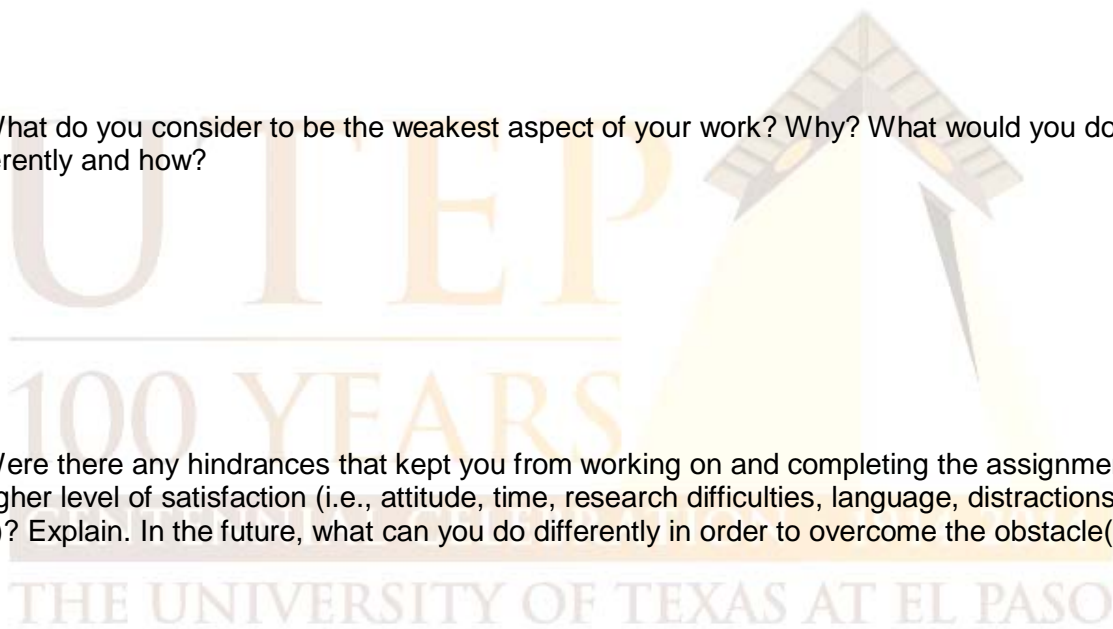 hat do you consider to be the weakest aspect of your work? Why? What would you do
erently and how?
UTEP
100 YEARS
ere there any hindrances that kept you from working on and completing the assignme
gher level of satisfaction (i.e., attitude, time, research difficulties, language, distractions
)? Explain. In the future, what can you do differently in order to overcome the obstacle(
THE UNIVERSITY OF TEXAS AT EL PASO